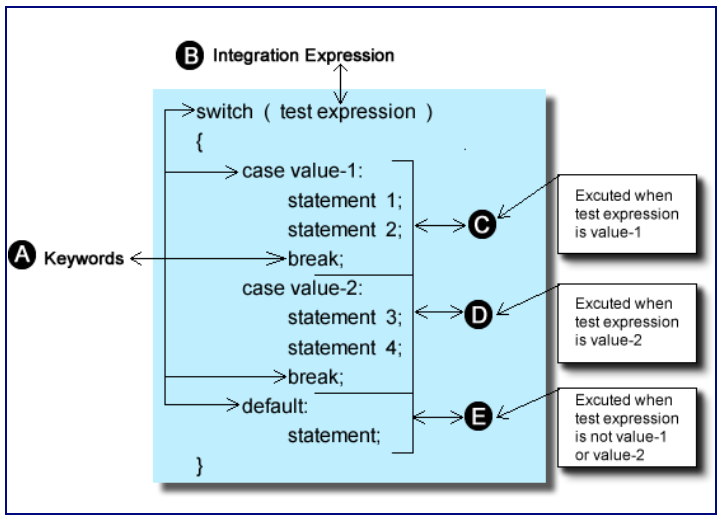 B Integration Expression
switch ( test expression )
{
case value-1:
statement 1;
statement 2;
break;
case value-2:
statement 3;
statement 4;
break;
default:
statement;
}
A Keywords
C
Excuted when
test expression
is value-1
D
Excuted when
test expression
is value-2
E
Excuted when
test expression
is not value-1
or value-2